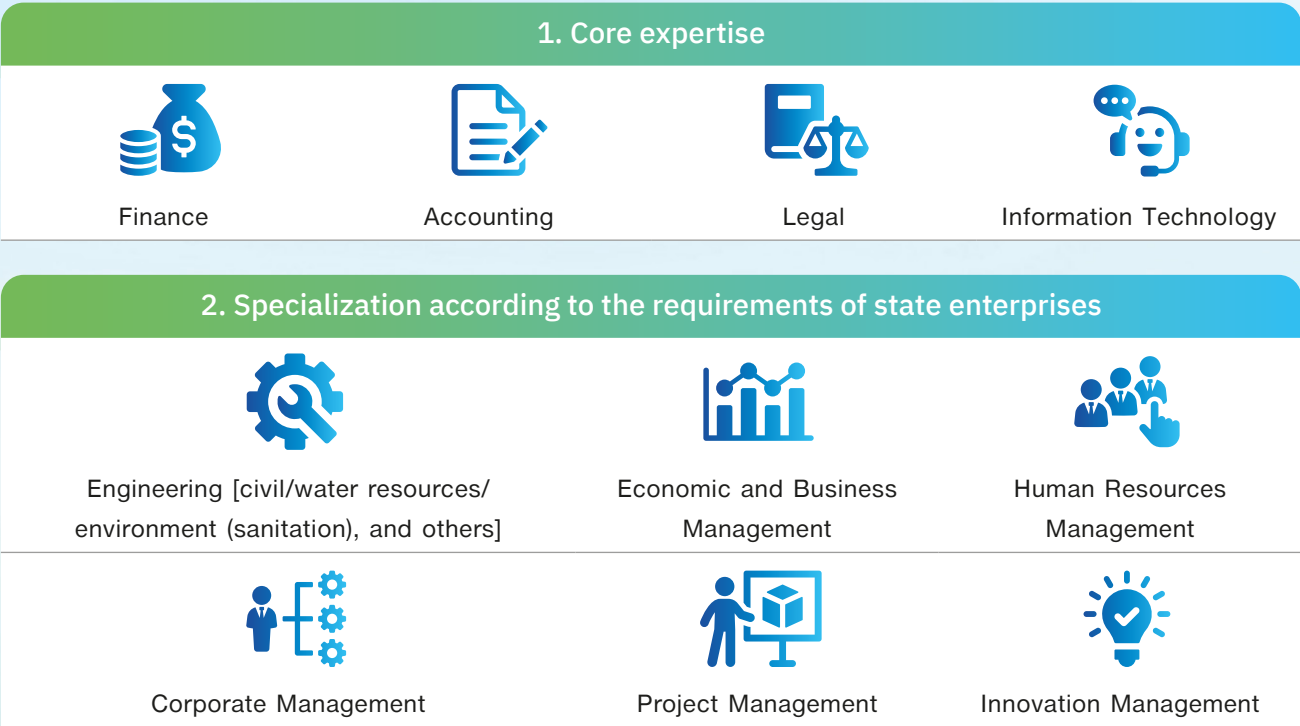 1. Core expertise
Finance
Accounting
Legal
Information Technology
2. Specialization according to the requirements of state enterprises
Engineering [civil/water resources/
environment (sanitation), and others]
Economic and Business
Management
Human Resources
Management
Corporate Management
Project Management
Innovation Management